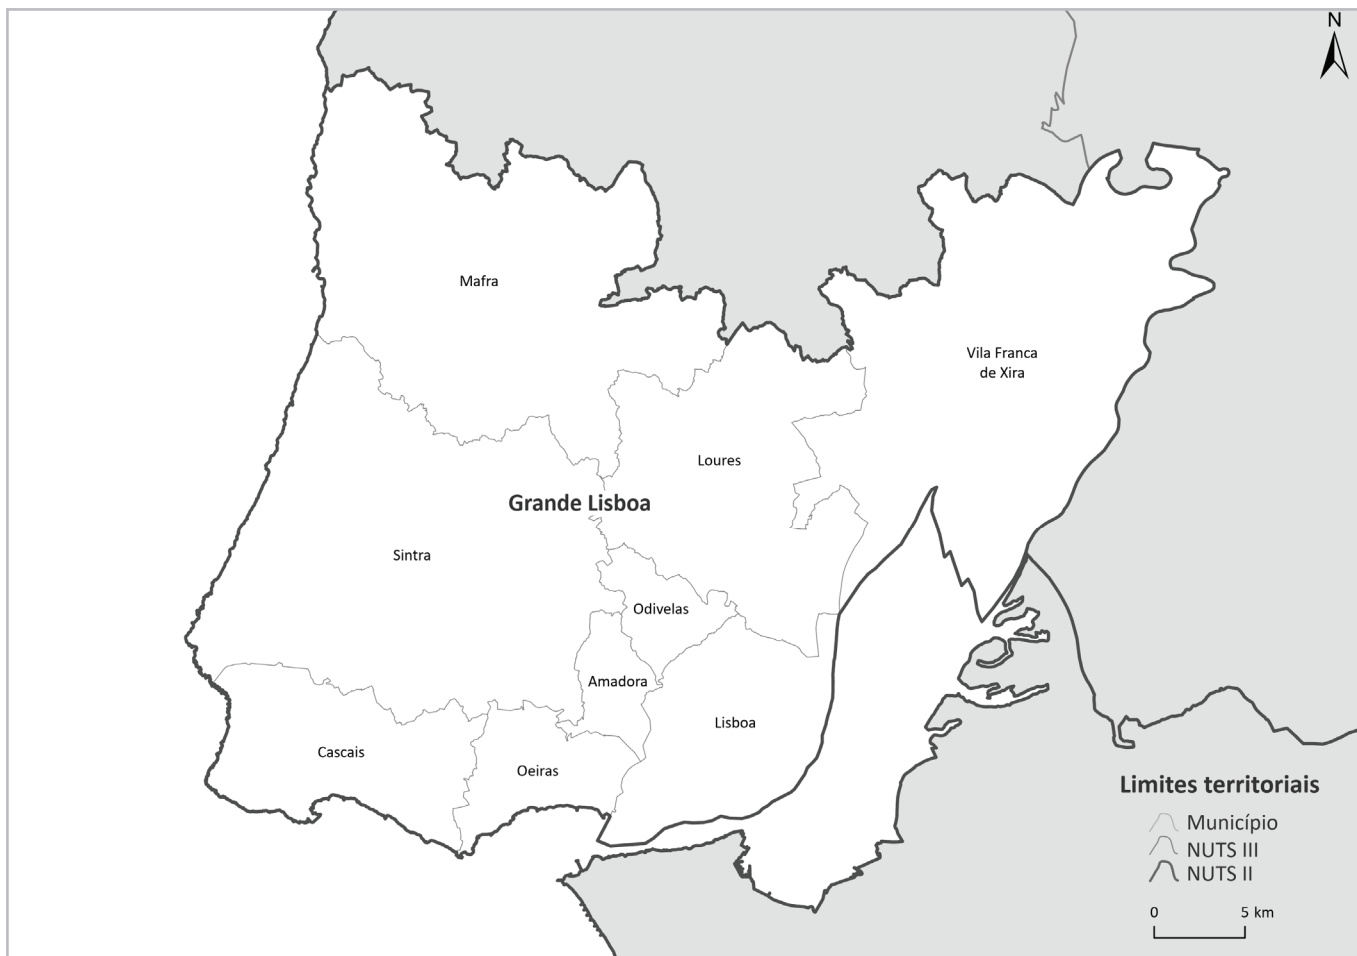 N
Mafra
Vila Franca
de Xira
Loures
Grande Lisboa
Sintra
Odivelas
Amadora
Lisboa
Cascais
Oeiras
Limites territoriais
Município
NUTS III
NUTS II
0 5 km